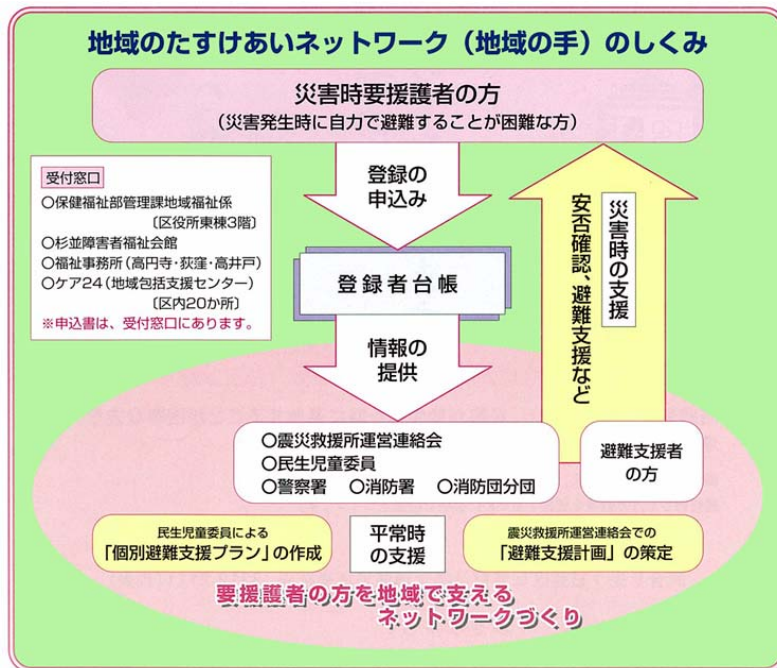 地域のたすけあいネットワーク（地域の手）のしくみ
災害時要援護者の方
（災害発生時に自力で避難することが困難な方）
受付窓口
○保健福祉部管理課地域福祉係
〔区役所東棟3階〕
○杉並障害者福祉会館
○福祉事務所（高円寺・荻窪・高井戸）
○ケア24（地域包括支援センター）
〔区内20か所〕
※申込書は、受付窓口にあります。
登録の
申込み
登録者台帳
情報の
提供
災害時の支援
安否確認、避難支援など
○震災救援所運営連絡会
○民生児童委員
○警察署 ○消防署 ○消防団分団
避難支援者
の方
民生児童委員による
「個別避難支援プラン」の作成
平常時
の支援
震災救援所運営連絡会での
「避難支援計画」の策定
要援護者の方を地域で支える
ネットワークづくり